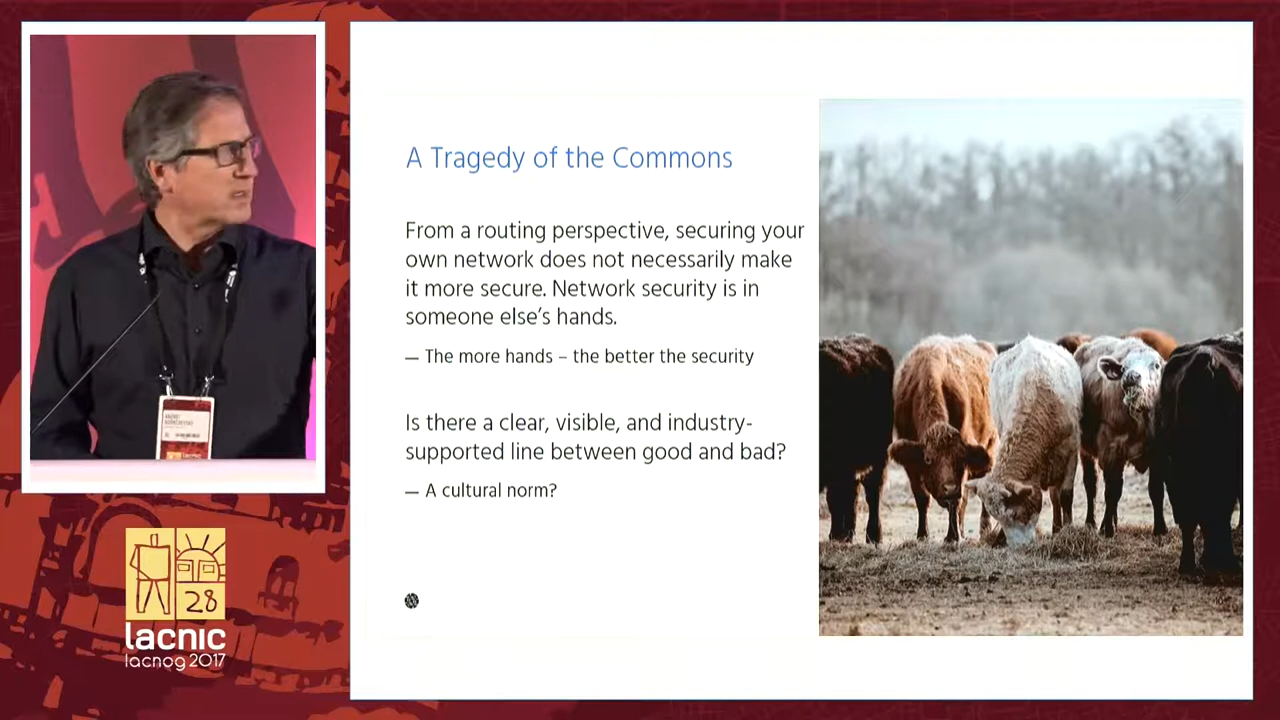 A Tragedy of the Commons
From a routing perspective, securing your
own network does not necessarily make
it more secure. Network security is in
someone else's hands.
— The more hands – the better the security
Is there a clear, visible, and industry-
supported line between good and bad?
— A cultural norm?
28
lacnic
lacnog 2017